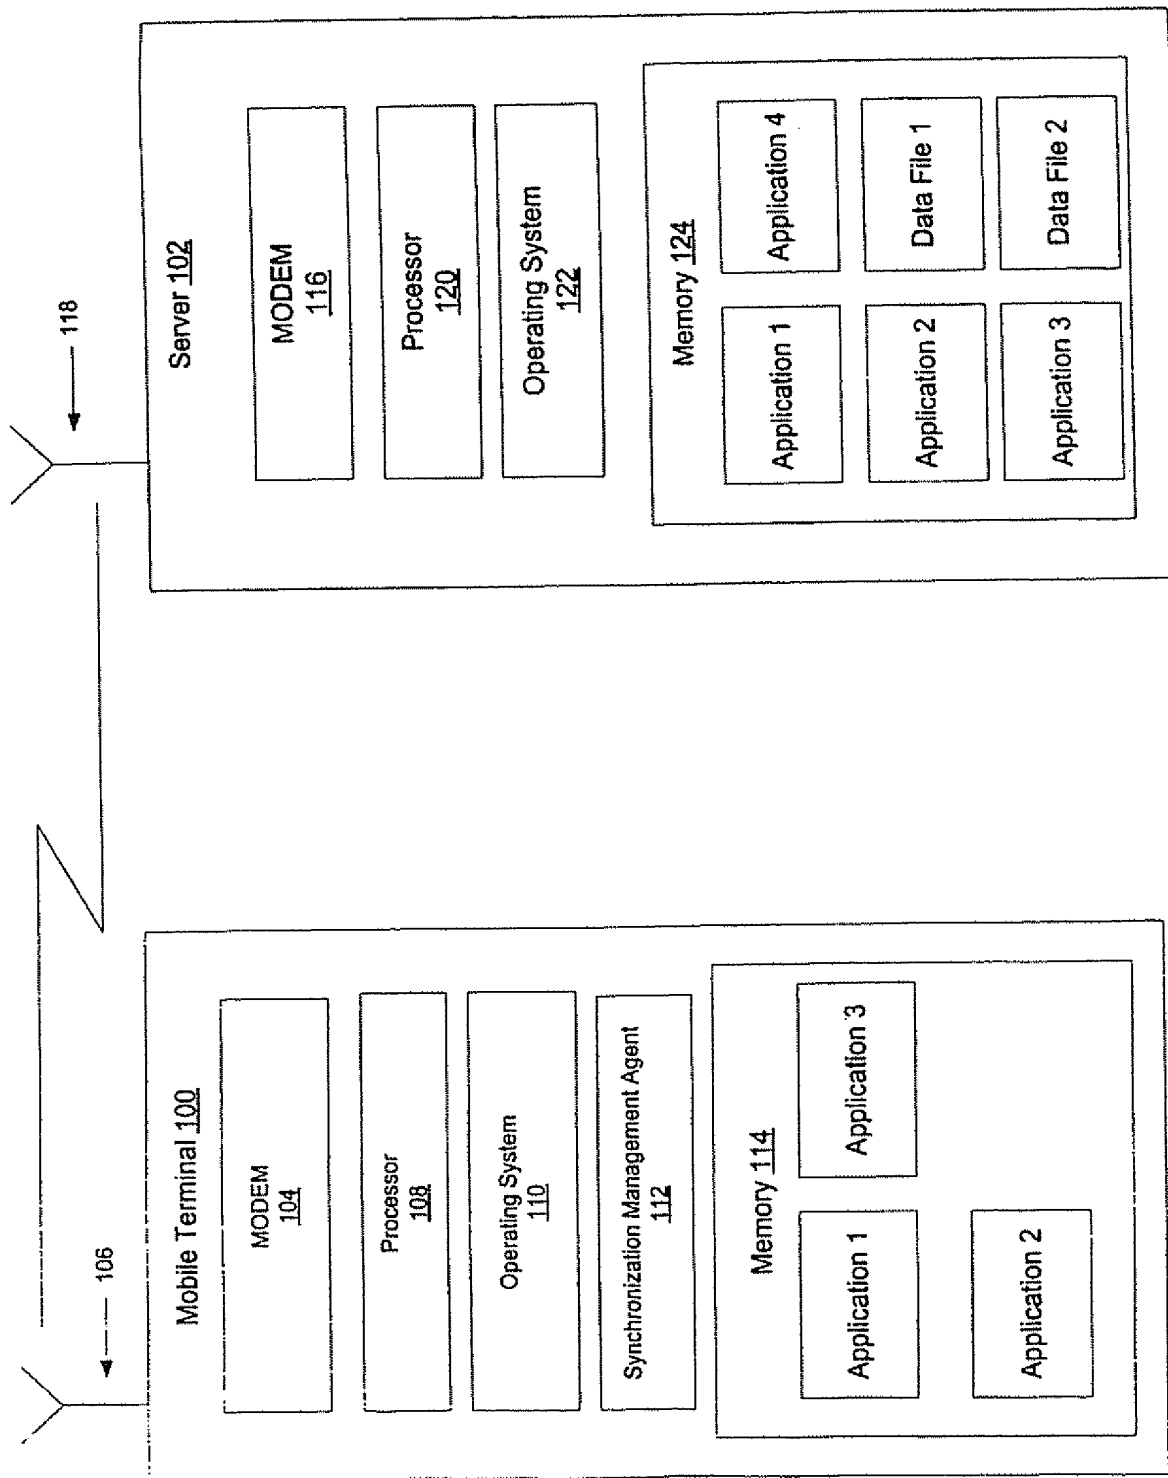 106
Mobile Terminal 100
MODEM
104
Processor
108
Operating System
110
Synchronization Management Agent
112
Memory 114
Application 1
Application 3
Application 2
118
Server 102
MODEM
116
Processor
120
Operating System
122
Memory 124
Application 1
Application 4
Application 2
Data File 1
Application 3
Data File 2